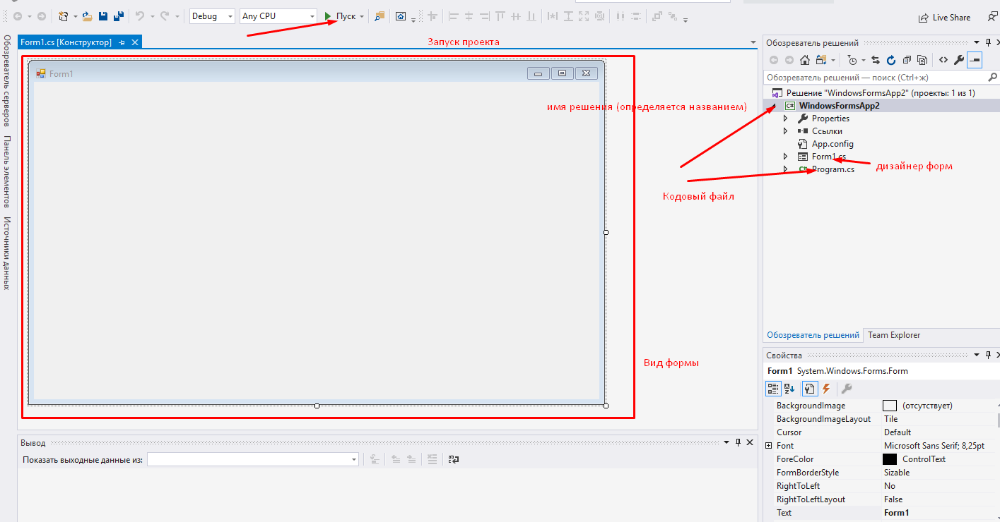 Debug
Any CPU
Пуск
Live Share
Обозреватель серверов
Панель элементов
Источники данных
Form1.cs [Конструктор]
Запуск проекта
Form1
имя решения (определяется названием)
Кодовый файл
дизайнер форм
Вид формы
Обозреватель решений
Обозреватель решений — поиск (Ctrl+ж)
Решение "WindowsFormsApp2" (проекты: 1 из 1)
C# WindowsFormsApp2
Properties
Ссылки
App.config
Form1.cs
C# Program.cs
Обозреватель решений Team Explorer
Свойства
Form1 System.Windows.Forms.Form
BackgroundImage (отсутствует)
BackgroundImageLayout Tile
Cursor Default
Font Microsoft Sans Serif; 8,25pt
ForeColor ControlText
FormBorderStyle Sizable
RightToLeft No
RightToLeftLayout False
Text Form1
Вывод
Показать выходные данные из: